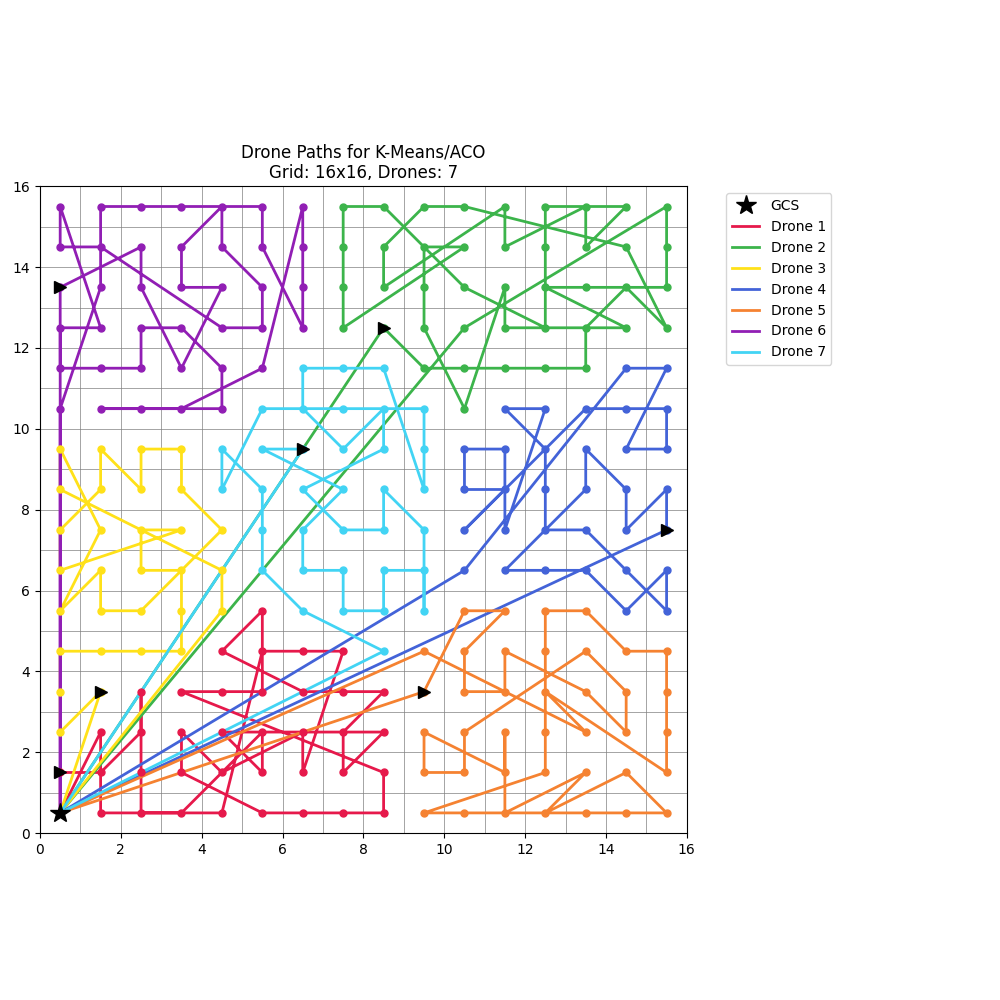 Drone Paths for K-Means/ACO
Grid: 16x16, Drones: 7
16
14
12
10
8
6
4
2
0
0 2 4 6 8 10 12 14 16
GCS
Drone 1
Drone 2
Drone 3
Drone 4
Drone 5
Drone 6
Drone 7